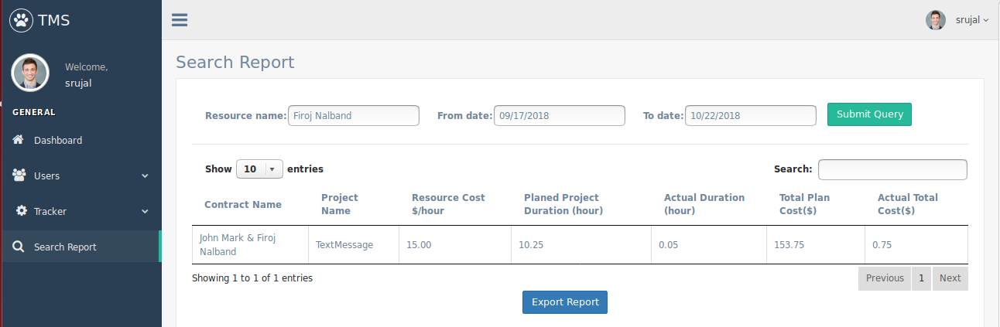 TMS
srujal
Welcome,
srujal
GENERAL
Dashboard
Users
Tracker
Search Report
Search Report
Resource name: Firoj Nalband From date: 09/17/2018 To date: 10/22/2018 Submit Query
Show 10 entries Search:
Contract Name Project Name Resource Cost $/hour Planed Project Duration (hour) Actual Duration (hour) Total Plan Cost($) Actual Total Cost($)
John Mark & Firoj Nalband TextMessage 15.00 10.25 0.05 153.75 0.75
Showing 1 to 1 of 1 entries Previous 1 Next
Export Report